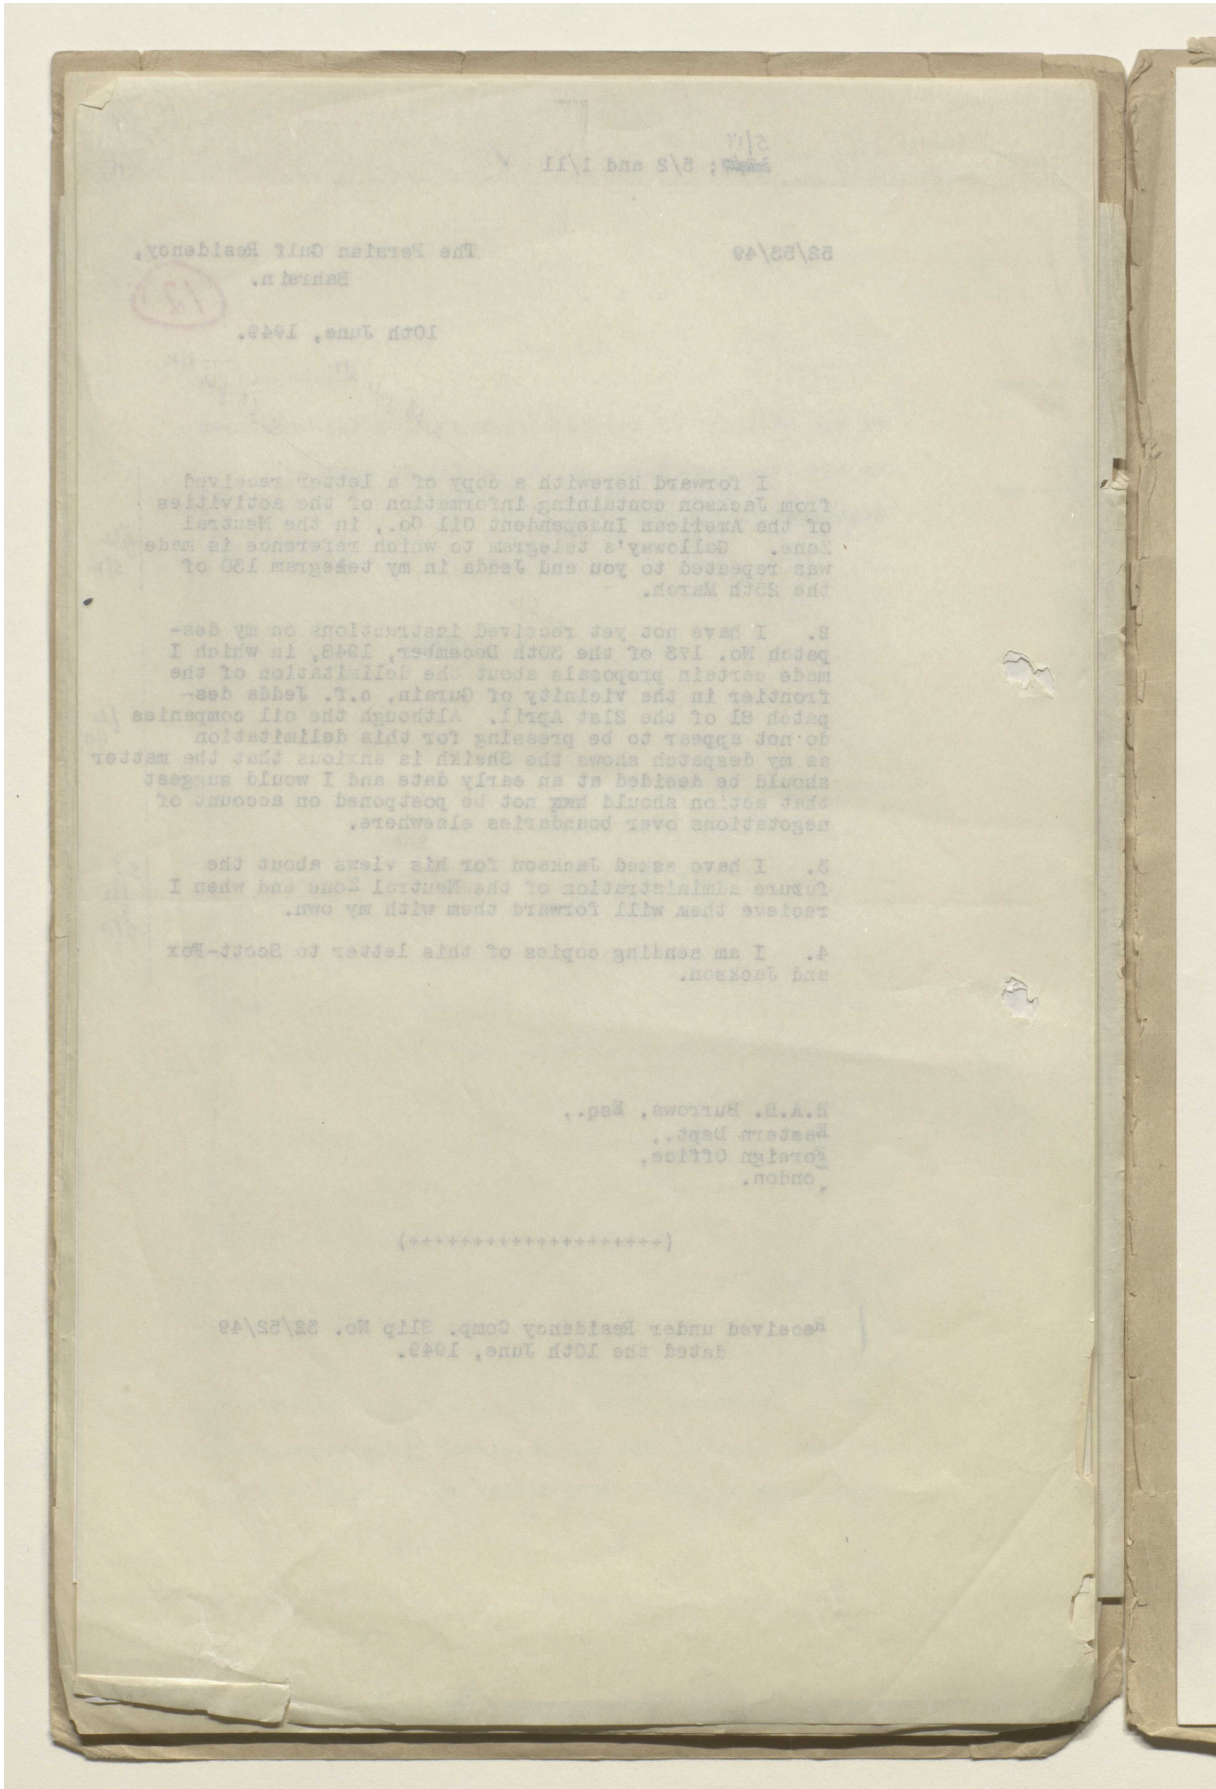 5/17
; 5/2 and 1/11
52/53/49
The Persian Gulf Residency,
Bahrain.
12
10th June, 1949.
I forward herewith a copy of a letter received
from Jackson containing information of the activities
of the American Independent Oil Co., in the Neutral
Zone. Galloway's telegram to which reference is made
was repeated to you and Jedda in my telegram 130 of
the 25th March.
2. I have not yet received instructions on my des-
patch No. 173 of the 30th December, 1948, in which I
made certain proposals about the delimitation of the
frontier in the vicinity of Qurain, c.f. Jedda des-
patch 81 of the 21st April. Although the oil companies
do not appear to be pressing for this delimitation
as my despatch shows the Sheikh is anxious that the matter
should be decided at an early date and I would suggest
that action should not be postponed on account of
negotations over boundaries elsewhere.
3. I have asked Jackson for his views about the
future administration of the Neutral Zone and when I
recieve them will forward them with my own.
4. I am sending copies of this letter to Scott-Fox
and Jackson.
B.A.B. Burrows, Esq.,
Eastern Dept.,
Foreign Office,
London.
(++++++++++++++++++++)
Received under Residency Comp. Slip No. 52/52/49
dated the 10th June, 1949.